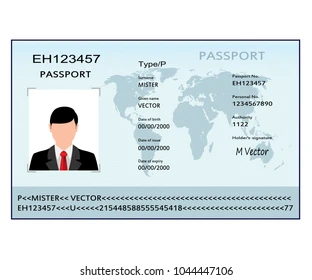 EH123457
PASSPORT
Type/P
PASSPORT
Surname
MISTER
Given name
VECTOR
Date of birth
00/00/2000
Date of issue
00/00/2000
Date of expiry
00/00/2000
Passport No.
EH123457
Personal No.
1234567890
Authority
1122
Holder's signature
M Vector
P<<MISTER<< VECTOR<<<<<<<<<<<<<<<<<<<<<<<<<<<<<<<<<<<<
EH123457<<<U<<<<<215448588555545418<<<<<<<<<<<<<<<<<<<77
shutterstock.com · 1044447106